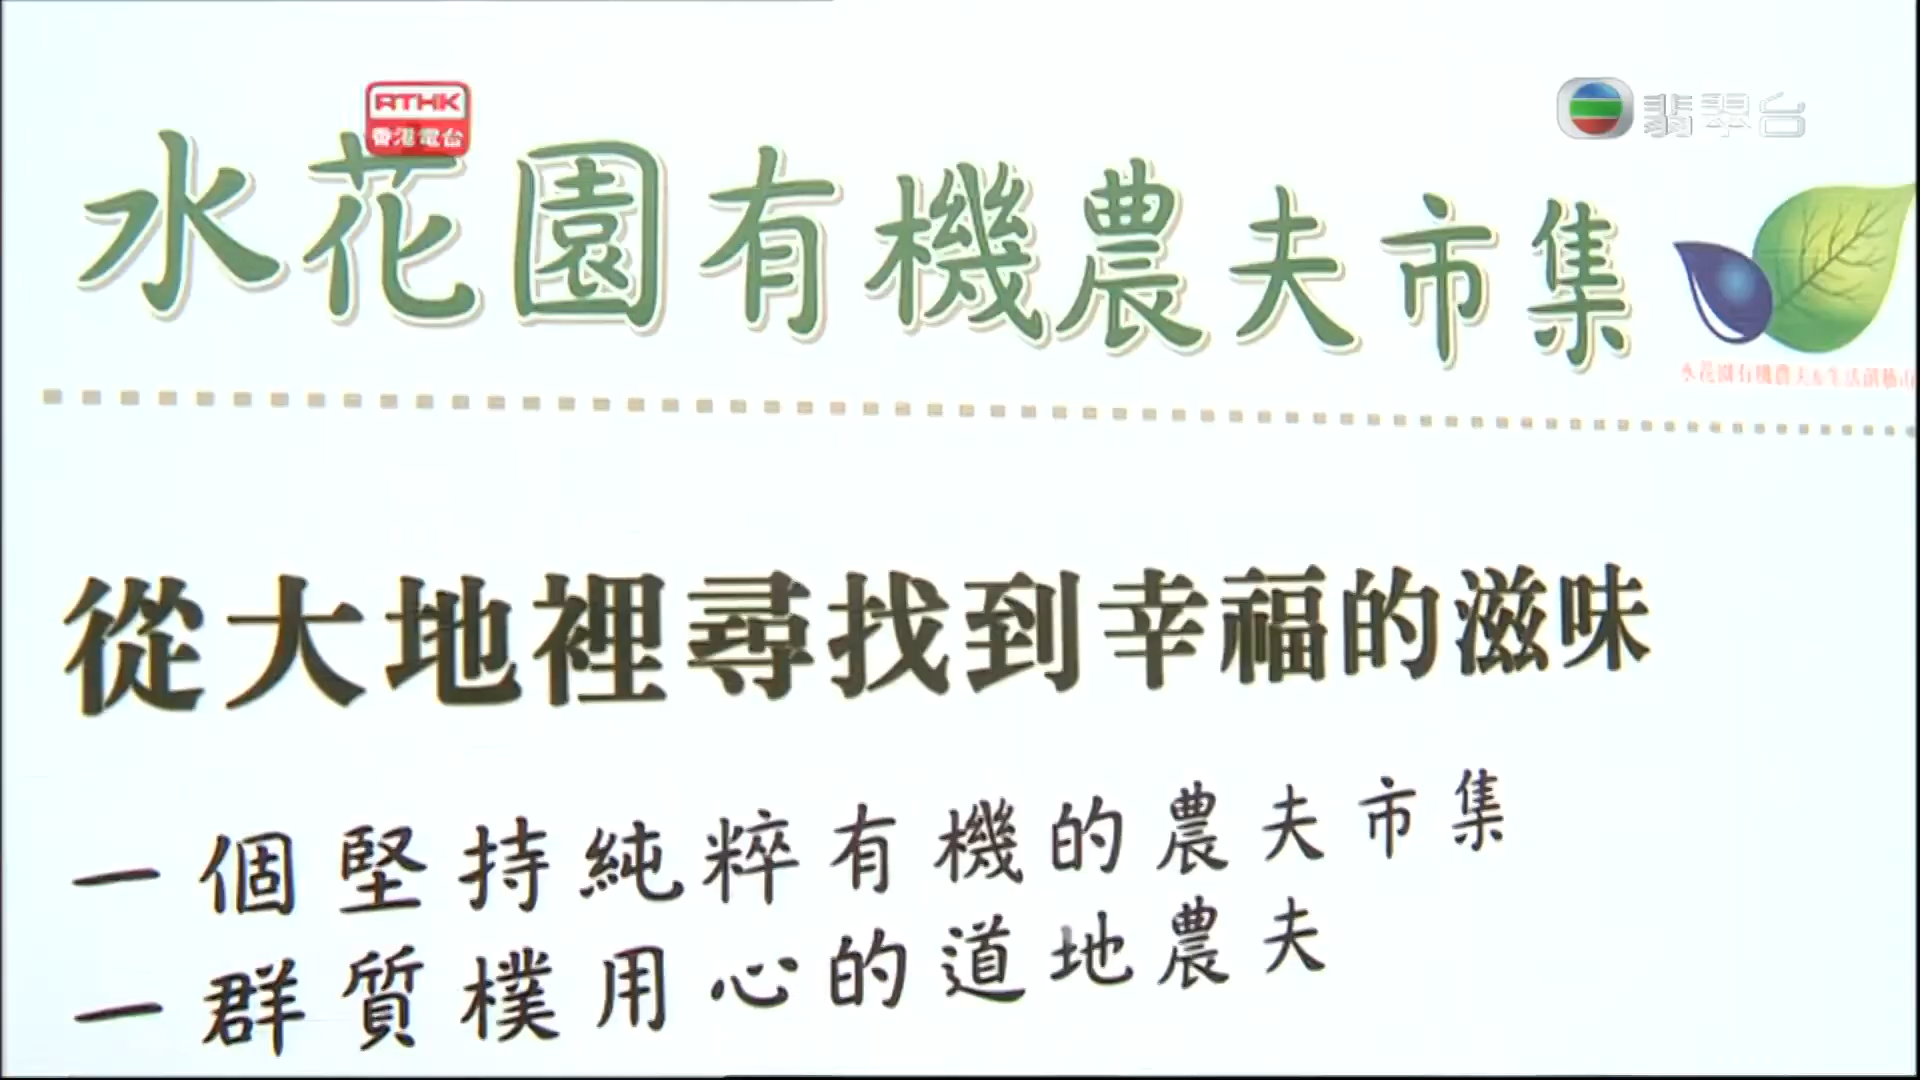 RTHK
香港電台
翡翠台
水花園有機農夫市集
從大地裡尋找到幸福的滋味
一個堅持純粹有機的農夫市集
一群質樸用心的道地農夫